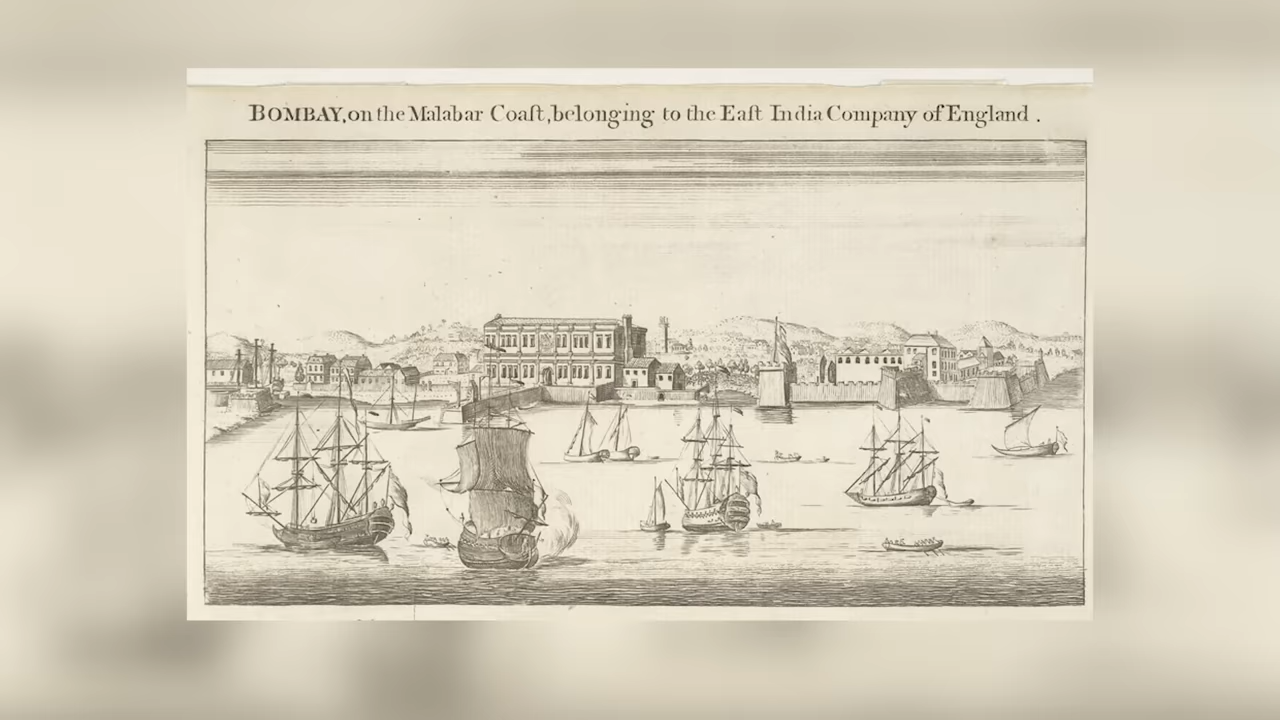 BOMBAY, on the Malabar Coaſt, belonging to the Eaſt India Company of England .